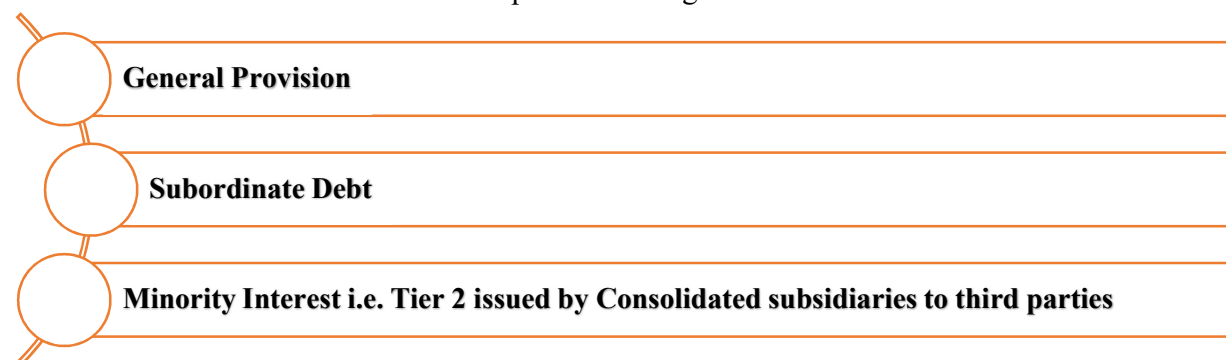 General Provision
Subordinate Debt
Minority Interest i.e. Tier 2 issued by Consolidated subsidiaries to third parties